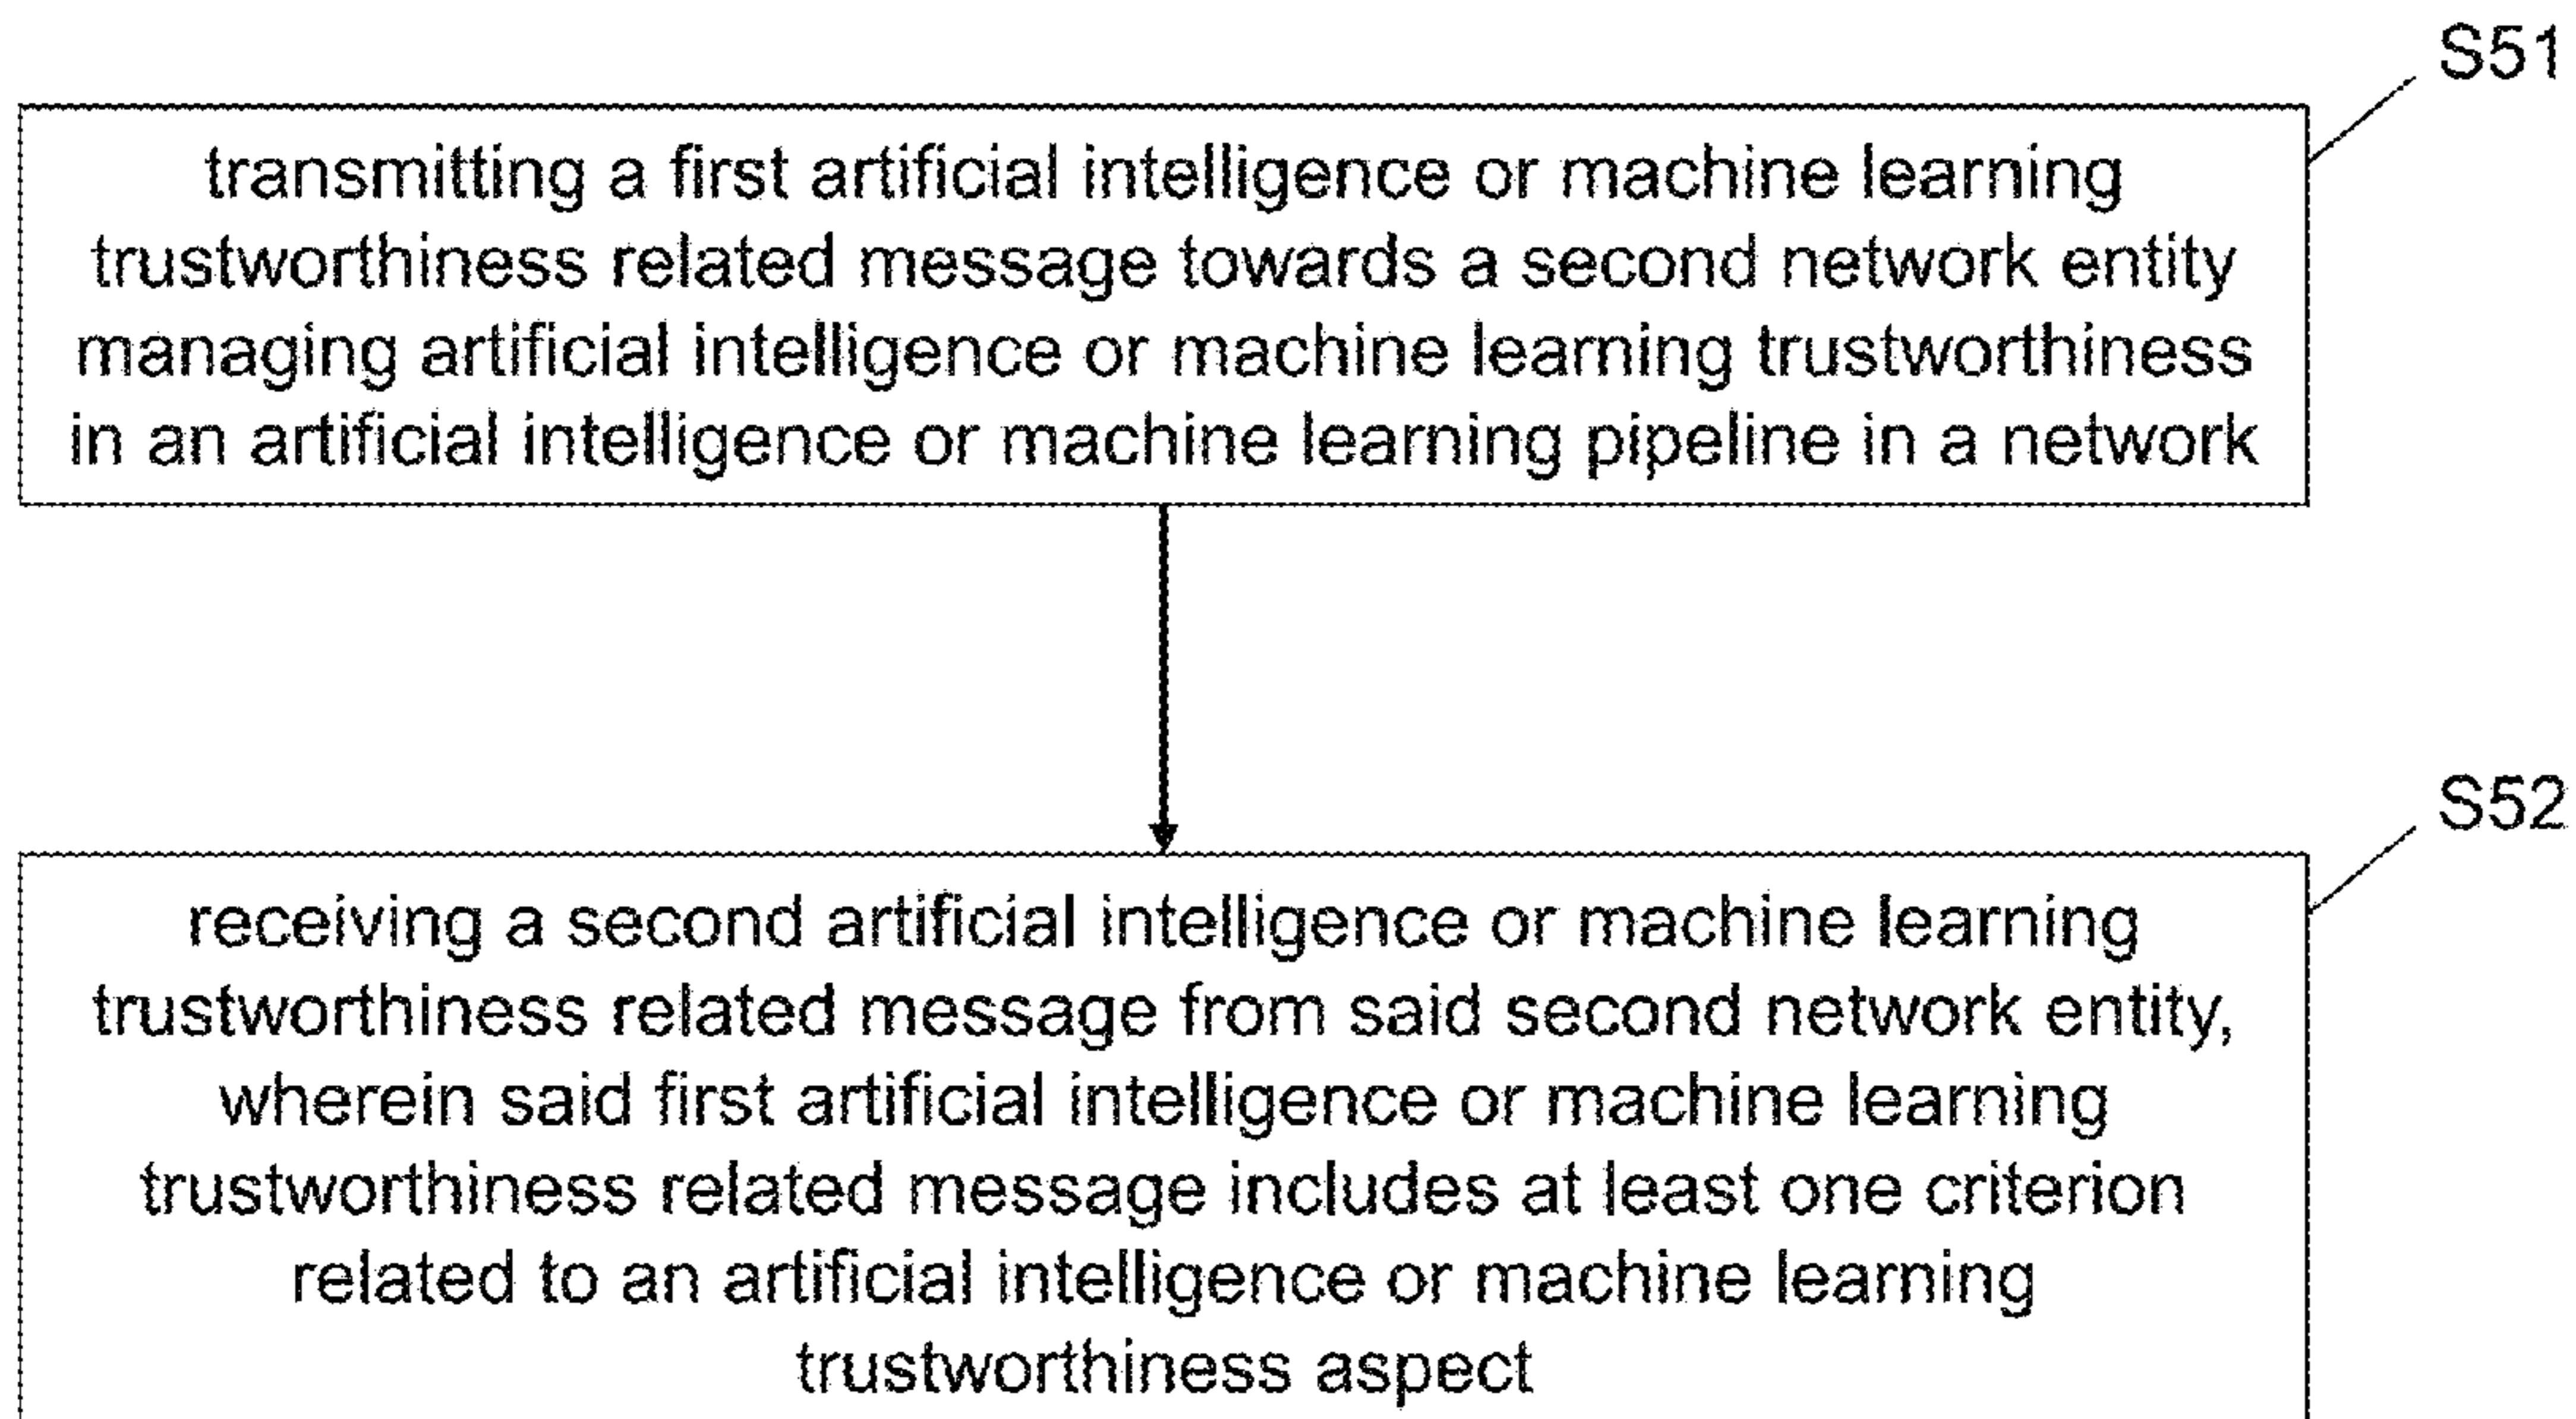 S51
transmitting a first artificial intelligence or machine learning
trustworthiness related message towards a second network entity
managing artificial intelligence or machine learning trustworthiness
in an artificial intelligence or machine learning pipeline in a network
S52
receiving a second artificial intelligence or machine learning
trustworthiness related message from said second network entity,
wherein said first artificial intelligence or machine learning
trustworthiness related message includes at least one criterion
related to an artificial intelligence or machine learning
trustworthiness aspect